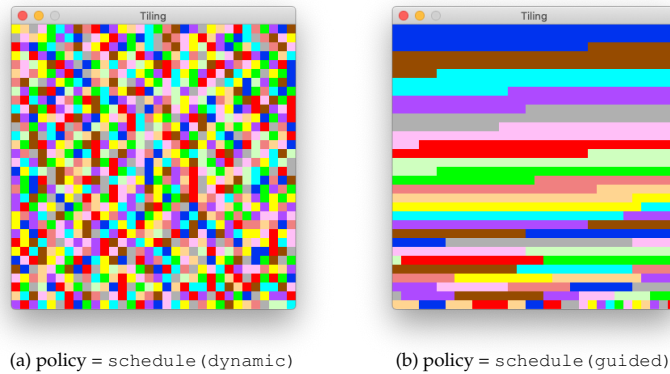 Tiling
Tiling
(a) policy = schedule(dynamic)
(b) policy = schedule(guided)